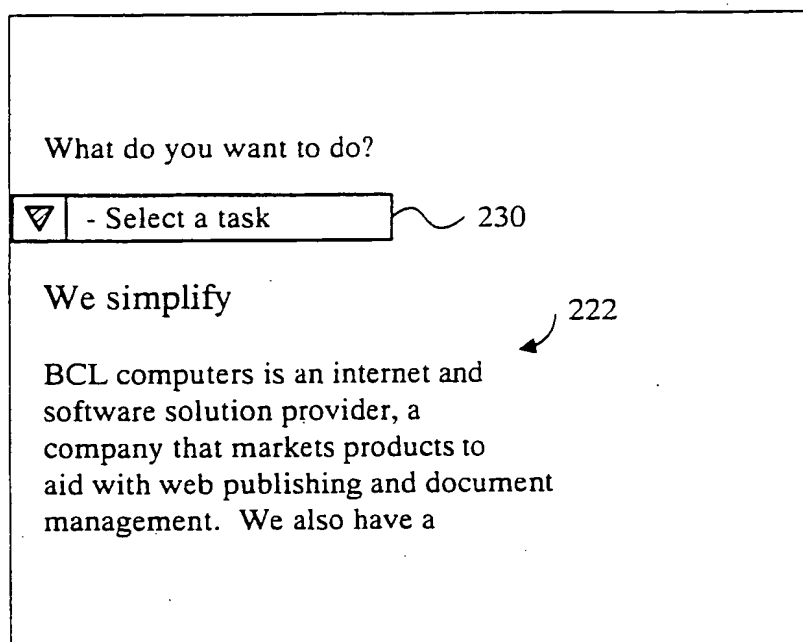 What do you want to do?
- Select a task
230
We simplify
222
BCL computers is an internet and
software solution provider, a
company that markets products to
aid with web publishing and document
management.  We also have a